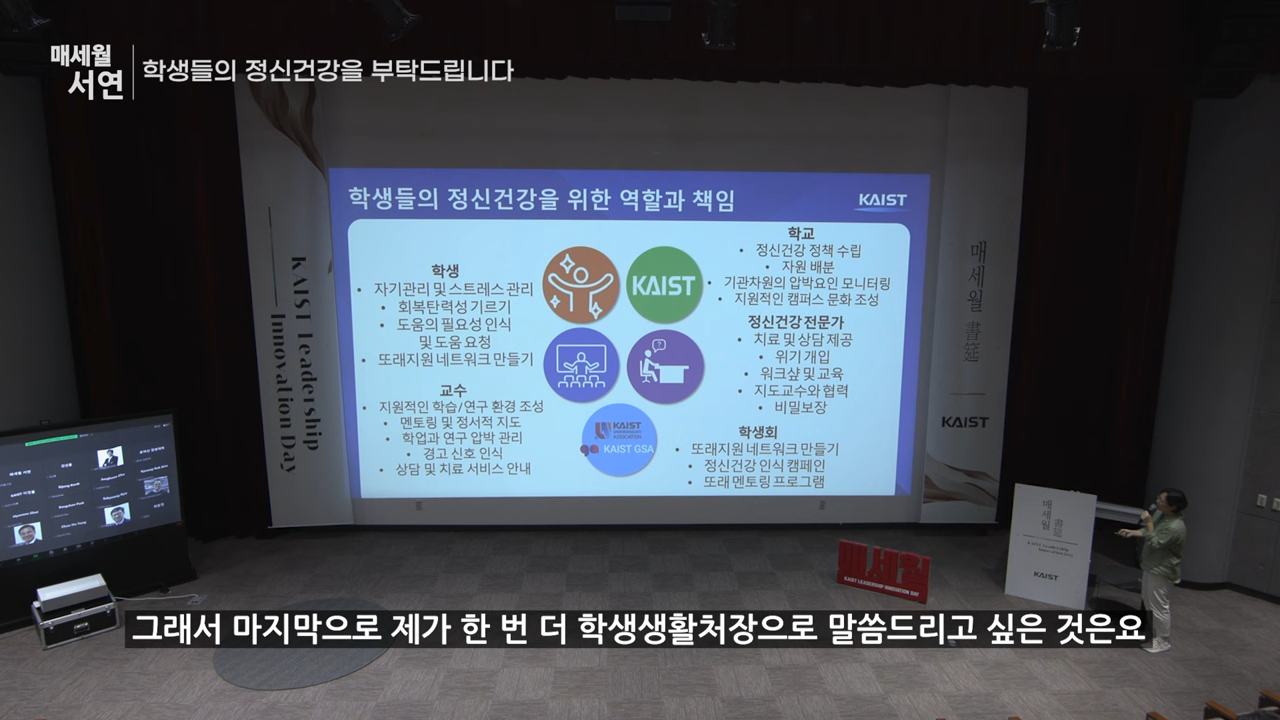 매세월
서연
학생들의 정신건강을 부탁드립니다
학생들의 정신건강을 위한 역할과 책임
KAIST
학생
• 자기관리 및 스트레스 관리
• 회복탄력성 기르기
• 도움의 필요성 인식
및 도움 요청
• 또래지원 네트워크 만들기
교수
• 지원적인 학습/연구 환경 조성
• 멘토링 및 정서적 지도
• 학업과 연구 압박 관리
• 경고 신호 인식
• 상담 및 치료 서비스 안내
KAIST
?
KAIST
ASSOCIATION
KAIST GSA
학교
• 정신건강 정책 수립
• 자원 배분
• 기관차원의 압박요인 모니터링
• 지원적인 캠퍼스 문화 조성
정신건강 전문가
• 치료 및 상담 제공
• 위기 개입
• 워크샾 및 교육
• 지도교수와 협력
• 비밀보장
학생회
• 또래지원 네트워크 만들기
• 정신건강 인식 캠페인
• 또래 멘토링 프로그램
KAIST Leadership
Innovation Day
매세월 書筵
KAIST
매세월
書筵
KAIST Leadership
Innovation Day
KAIST
매세월
KAIST LEADERSHIP INNOVATION DAY
그래서 마지막으로 제가 한 번 더 학생생활처장으로 말씀드리고 싶은 것은요